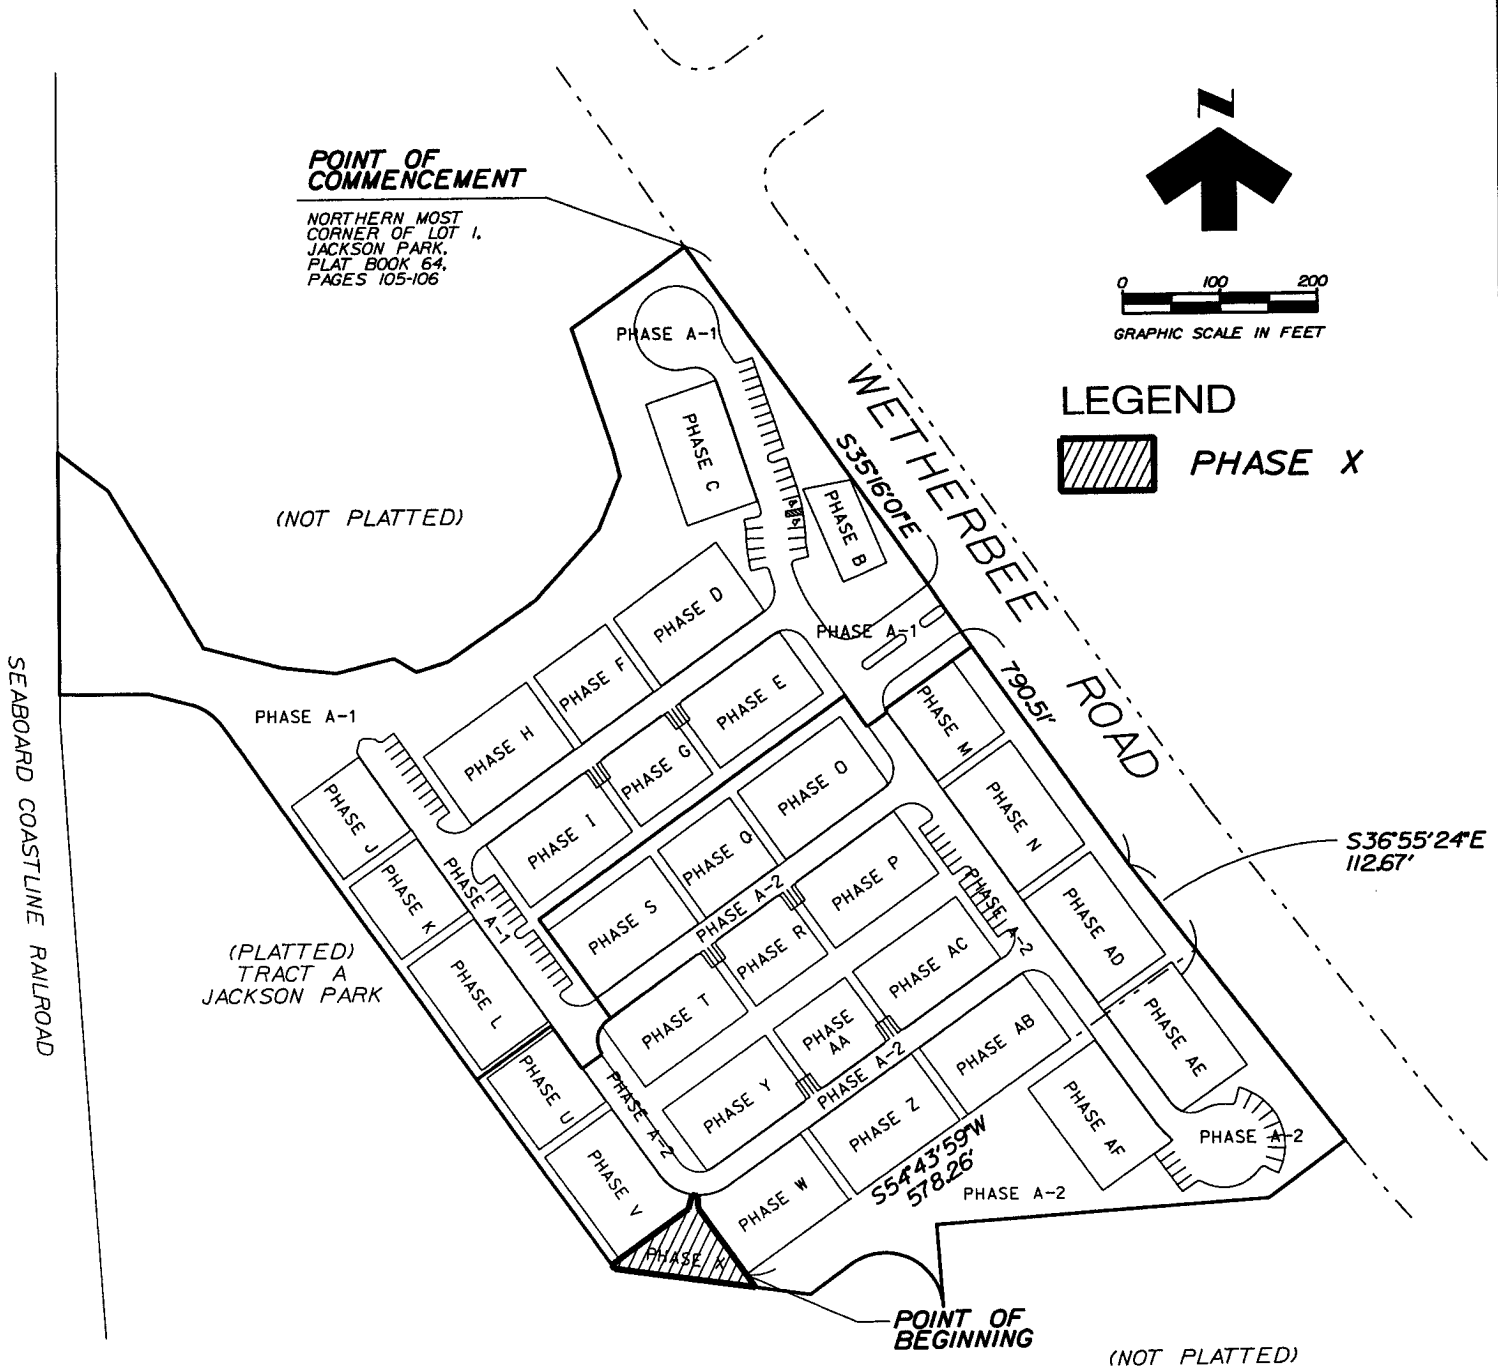 N
POINT OF
COMMENCEMENT
NORTHERN MOST
CORNER OF LOT 1,
JACKSON PARK,
PLAT BOOK 64,
PAGES 105-106
0 100 200
GRAPHIC SCALE IN FEET
LEGEND
PHASE X
WETHERBEE ROAD
S35°16'01"E
790.51'
S36°55'24"E
112.67'
(NOT PLATTED)
SEABOARD COASTLINE RAILROAD
(PLATTED)
TRACT A
JACKSON PARK
PHASE A-1
PHASE C
PHASE B
PHASE A-1
PHASE D
PHASE F
PHASE E
PHASE H
PHASE G
PHASE A-1
PHASE I
PHASE J
PHASE K
PHASE A-1
PHASE L
PHASE M
PHASE N
PHASE O
PHASE Q
PHASE S
PHASE A-2
PHASE P
PHASE R
PHASE T
PHASE A-2
PHASE AC
PHASE AD
PHASE AA
PHASE AB
PHASE A-2
PHASE Y
PHASE AE
PHASE U
PHASE A-2
PHASE Z
PHASE AF
PHASE A-2
PHASE V
PHASE W
S54°43'59"W
578.26'
PHASE A-2
PHASE X
POINT OF
BEGINNING
(NOT PLATTED)